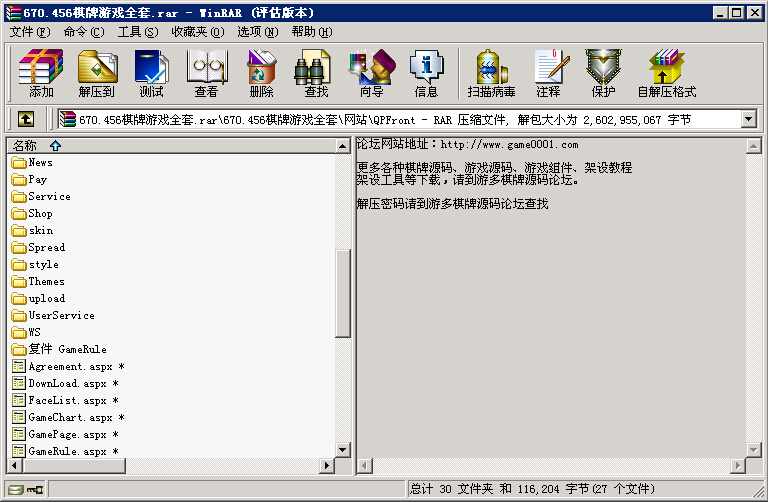 670.456棋牌游戏全套.rar - WinRAR (评估版本)
文件(F) 命令(C) 工具(S) 收藏夹(O) 选项(N) 帮助(H)
添加 解压到 测试 查看 删除 查找 向导 信息 扫描病毒 注释 保护 自解压格式
670.456棋牌游戏全套.rar\670.456棋牌游戏全套\网站\QPFront - RAR 压缩文件, 解包大小为 2,602,955,067 字节
名称
News
Pay
Service
Shop
skin
Spread
style
Themes
upload
UserService
WS
复件 GameRule
Agreement.aspx *
DownLoad.aspx *
FaceList.aspx *
GameChart.aspx *
GamePage.aspx *
GameRule.aspx *
论坛网站地址：http://www.game0001.com
更多各种棋牌源码、游戏源码、游戏组件、架设教程
架设工具等下载，请到游多棋牌源码论坛。
解压密码请到游多棋牌源码论坛查找
总计 30 文件夹 和 116,204 字节(27 个文件)